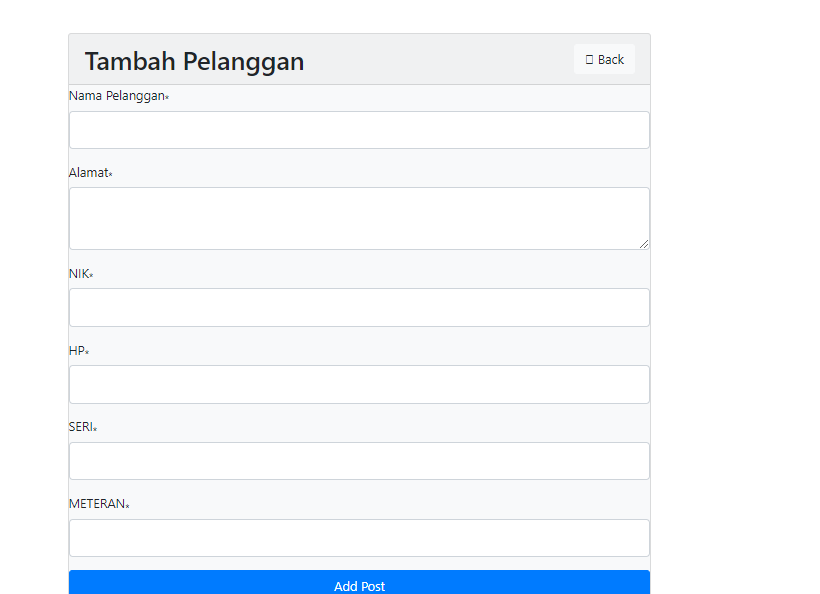 Tambah Pelanggan
Back
Nama Pelanggan*
Alamat*
NIK*
HP*
SERI*
METERAN*
Add Post